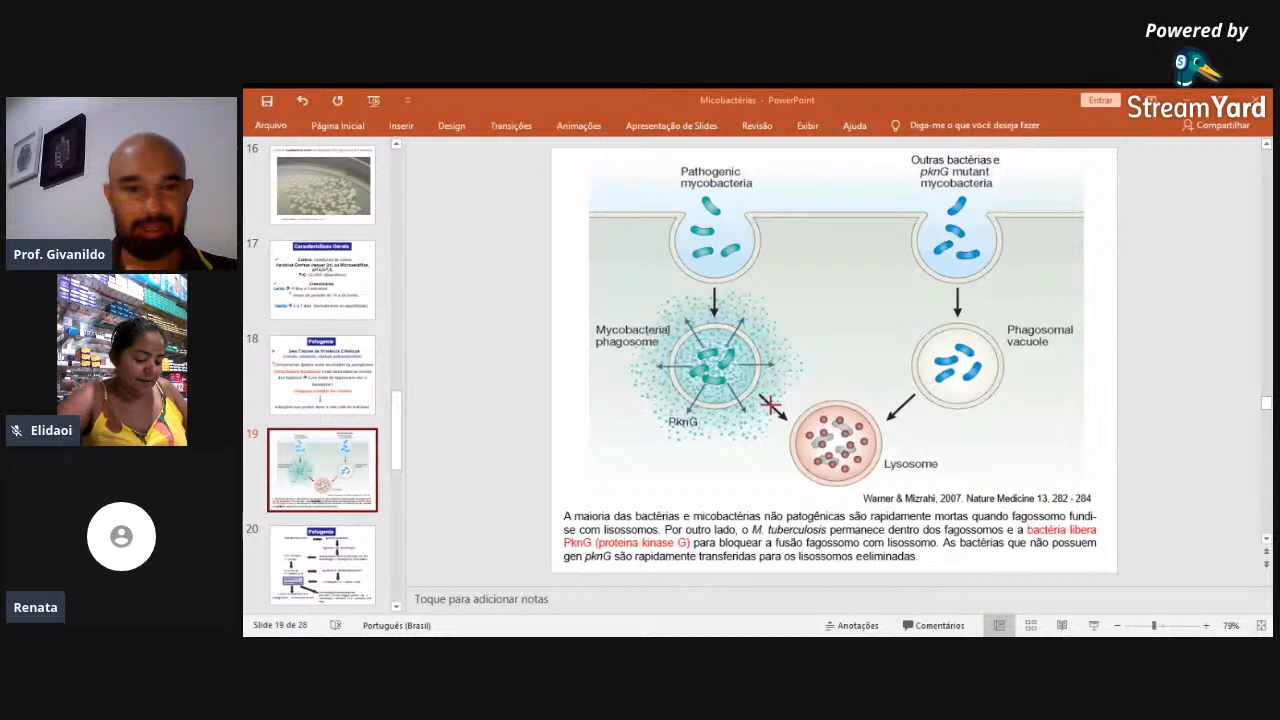 Powered by
StreamYard
Prof. Givanildo
Elidaoi
Renata
Micobactérias - PowerPoint
Entrar
Arquivo Página Inicial Inserir Design Transições Animações Apresentação de Slides Revisão Exibir Ajuda Diga-me o que você deseja fazer
Compartilhar
16
17
Características Gerais
18
Patogenia
19
20
Patogenia
Pathogenic
mycobacteria
Outras bactérias e
pknG mutant
mycobacteria
Mycobacterial
phagosome
Phagosomal
vacuole
PknG
Lysosome
Warner & Mizrahi, 2007. Nature Medicine 13, 282 - 284
A maioria das bactérias e micobactérias não patogênicas são rapidamente mortas quando fagossomo fundi-
se com lisossomos. Por outro lado, o M. tuberculosis permanece dentro dos fagossomos e a bactéria libera
PknG (proteina kinase G) para bloquear a fusão fagossomo com lisossomo. As bactérias que não possuem
gen pknG são rapidamente transferidas nos lisossomos eseliminadas.
Toque para adicionar notas
Slide 19 de 28 Português (Brasil) Anotações Comentários 79%